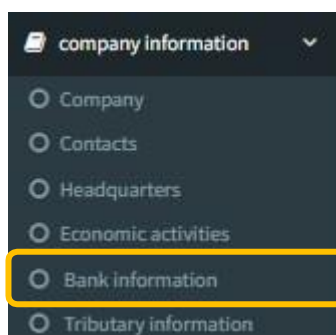 company information
Company
Contacts
Headquarters
Economic activities
Bank information
Tributary information